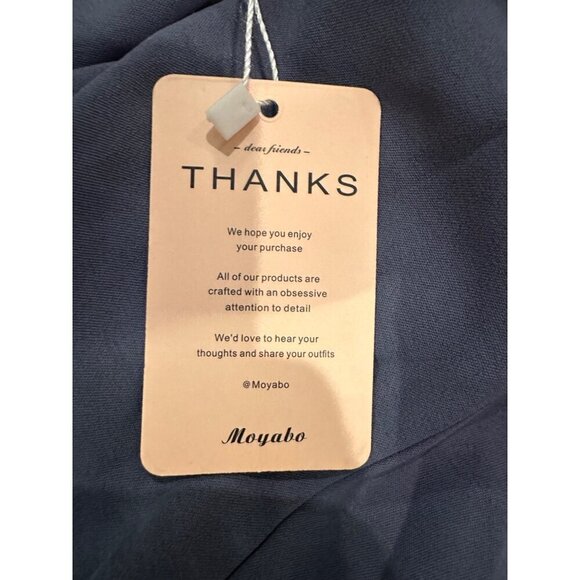 – dear friends –
THANKS
We hope you enjoy
your purchase
All of our products are
crafted with an obsessive
attention to detail
We'd love to hear your
thoughts and share your outfits
@Moyabo
Moyabo